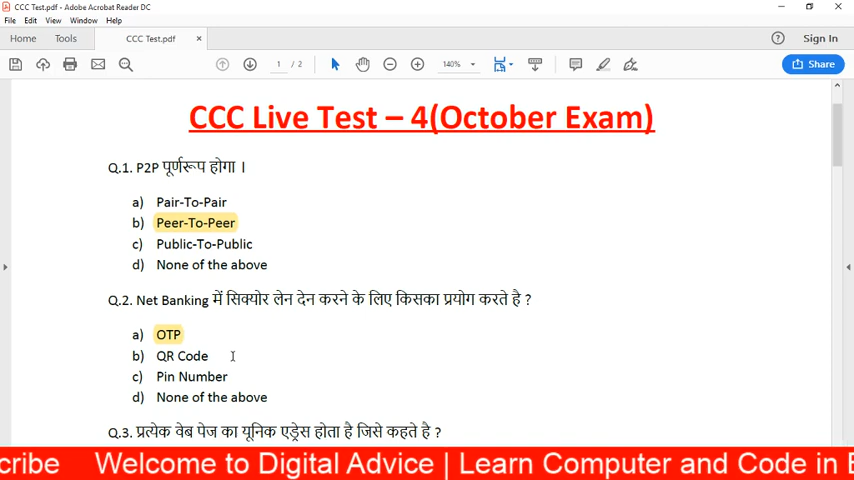 CCC Test.pdf - Adobe Acrobat Reader DC
File Edit View Window Help
Home Tools CCC Test.pdf × Sign In
1 / 2 140% Share
CCC Live Test – 4(October Exam)
Q.1. P2P पूर्णरूप होगा ।
a) Pair-To-Pair
b) Peer-To-Peer
c) Public-To-Public
d) None of the above
Q.2. Net Banking में सिक्योर लेन देन करने के लिए किसका प्रयोग करते है ?
a) OTP
b) QR Code
c) Pin Number
d) None of the above
Q.3. प्रत्येक वेब पेज का यूनिक एड्रेस होता है जिसे कहते है ?
cribe Welcome to Digital Advice | Learn Computer and Code in